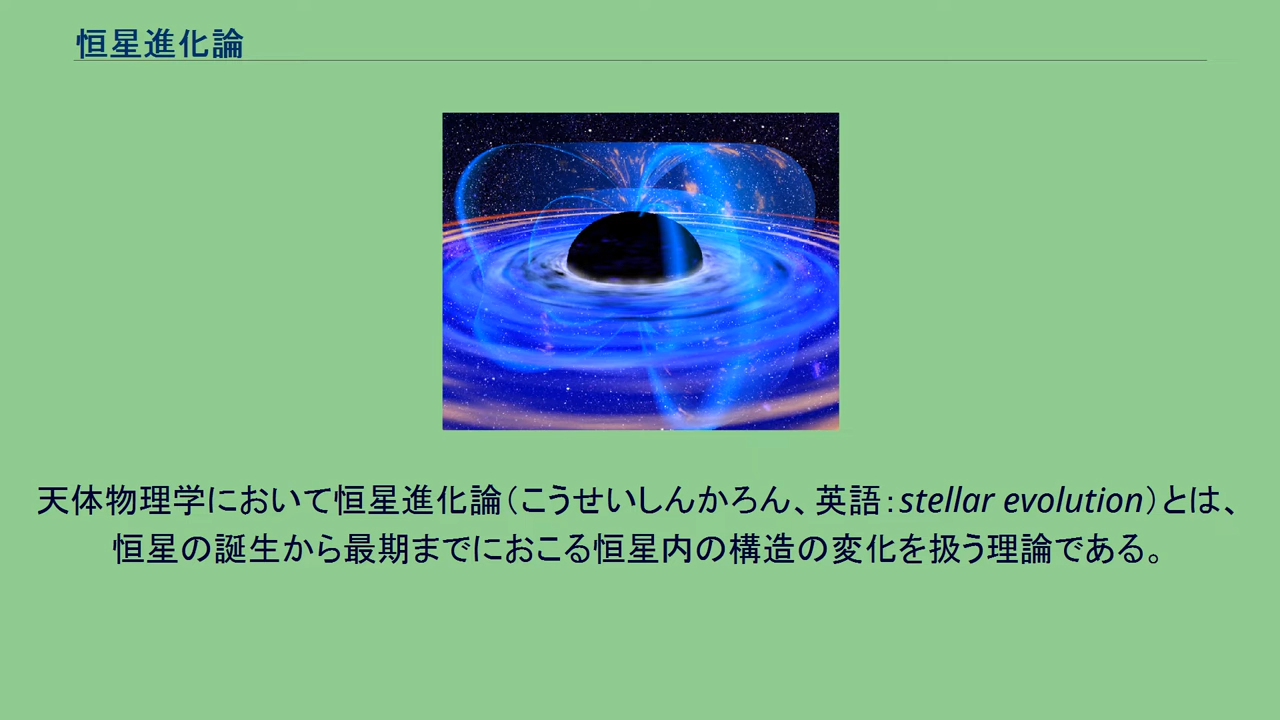 恒星進化論
天体物理学において恒星進化論（こうせいしんかろん、英語：stellar evolution）とは、
恒星の誕生から最期までにおこる恒星内の構造の変化を扱う理論である。